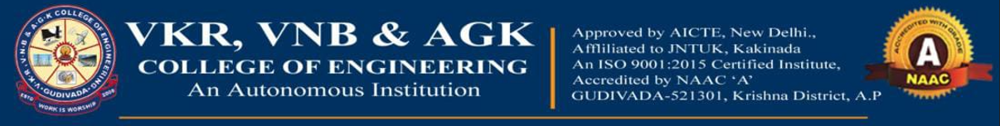 V.K.R, V.N.B & A.G.K COLLEGE OF ENGINEERING
GUDIVADA
ESTD 2008
WORK IS WORSHIP
VKR, VNB & AGK
COLLEGE OF ENGINEERING
An Autonomous Institution
Approved by AICTE, New Delhi.,
Affliliated to JNTUK, Kakinada
An ISO 9001:2015 Certified Institute,
Accredited by NAAC ‘A’
GUDIVADA-521301, Krishna District, A.P
ACCREDITED WITH GRADE
A
NAAC